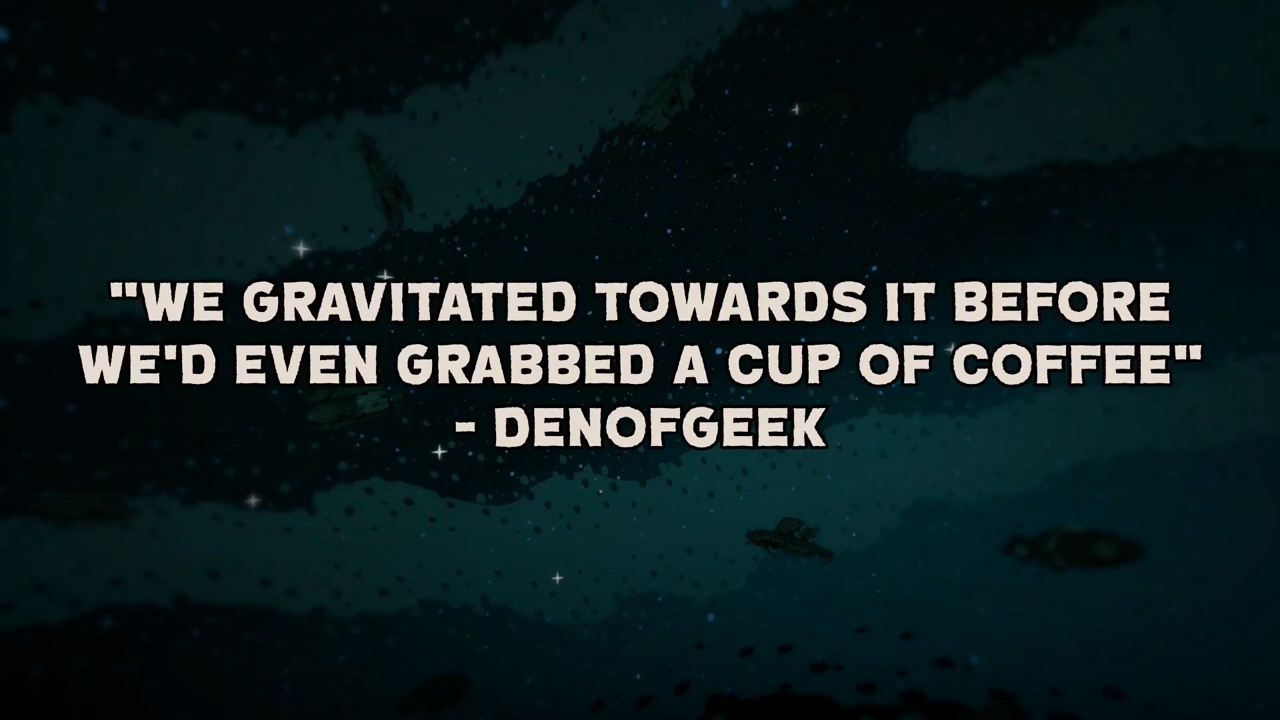 "WE GRAVITATED TOWARDS IT BEFORE
WE'D EVEN GRABBED A CUP OF COFFEE"
- DENOFGEEK